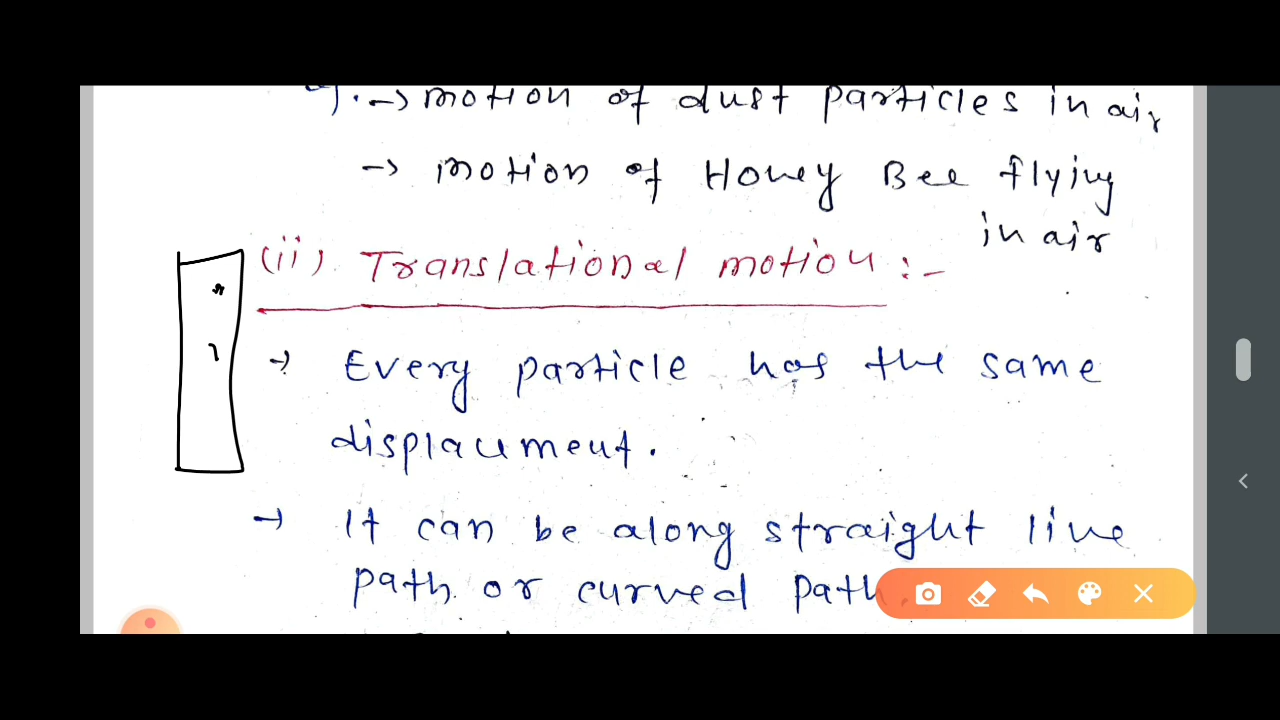 → motion of dust particles in air
→ motion of Honey Bee flying
in air
(ii) Translational motion :-
→ Every particle has the same
displacement.
→ It can be along straight line
path or curved path